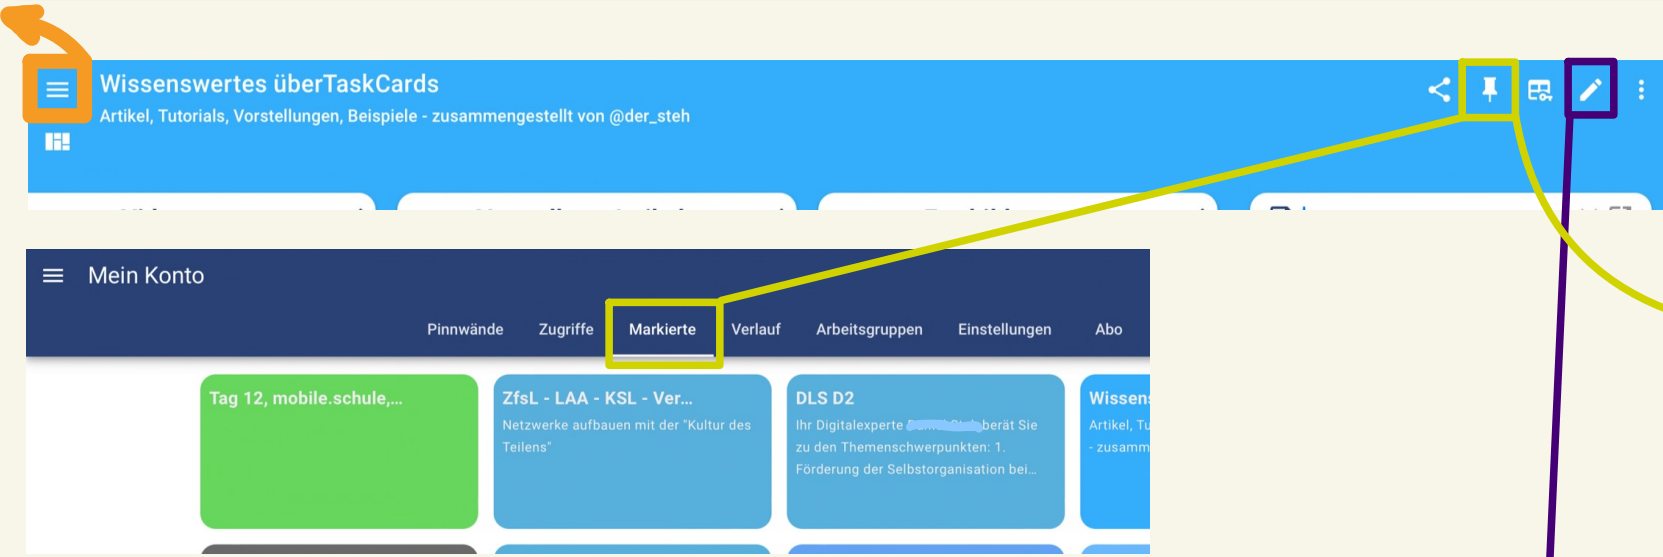 Wissenswertes überTaskCards
Artikel, Tutorials, Vorstellungen, Beispiele - zusammengestellt von @der_steh
Mein Konto
Pinnwände Zugriffe Markierte Verlauf Arbeitsgruppen Einstellungen Abo
Tag 12, mobile.schule,...
ZfsL - LAA - KSL - Ver...
Netzwerke aufbauen mit der "Kultur des
Teilens"
DLS D2
Ihr Digitalexperte berät Sie
zu den Themenschwerpunkten: 1.
Förderung der Selbstorganisation bei...
Wissens
Artikel, Tu
- zusamm